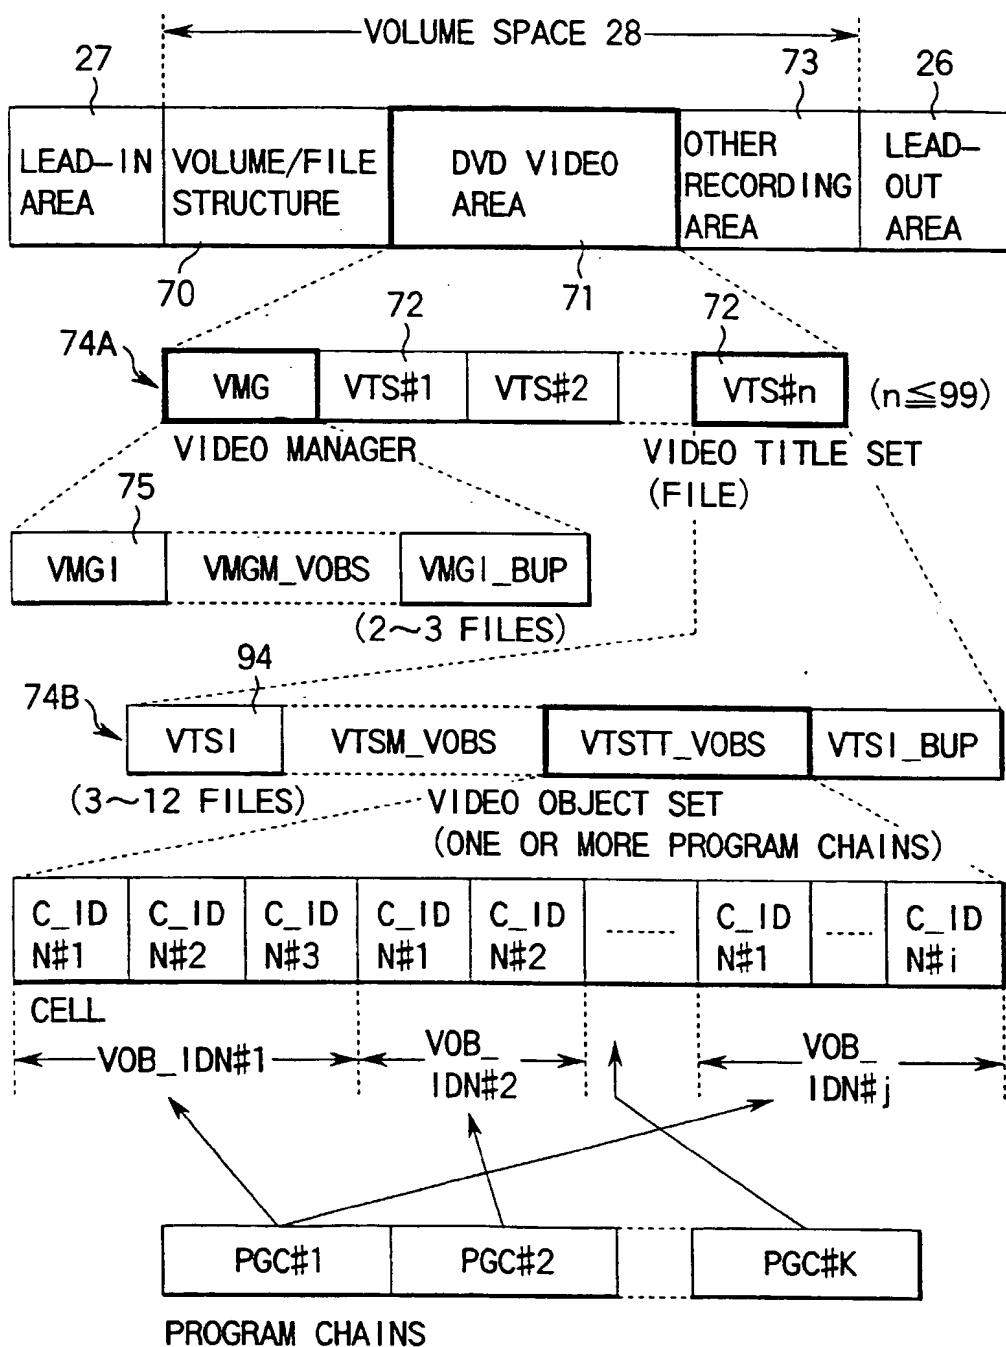 VOLUME SPACE 28
27
73
26
LEAD-IN
AREA
VOLUME/FILE
STRUCTURE
DVD VIDEO
AREA
OTHER
RECORDING
AREA
LEAD-
OUT
AREA
70
71
72
72
74A
VMG
VTS#1
VTS#2
VTS#n
(n≦99)
VIDEO MANAGER
VIDEO TITLE SET
(FILE)
75
VMGI
VMGM_VOBS
VMGI_BUP
(2~3 FILES)
94
74B
VTSI
VTSM_VOBS
VTSTT_VOBS
VTSI_BUP
(3~12 FILES)
VIDEO OBJECT SET
(ONE OR MORE PROGRAM CHAINS)
C_ID
N#1
C_ID
N#2
C_ID
N#3
C_ID
N#1
C_ID
N#2
C_ID
N#1
C_ID
N#i
CELL
VOB_IDN#1
VOB_
IDN#2
VOB_
IDN#j
PGC#1
PGC#2
PGC#K
PROGRAM CHAINS